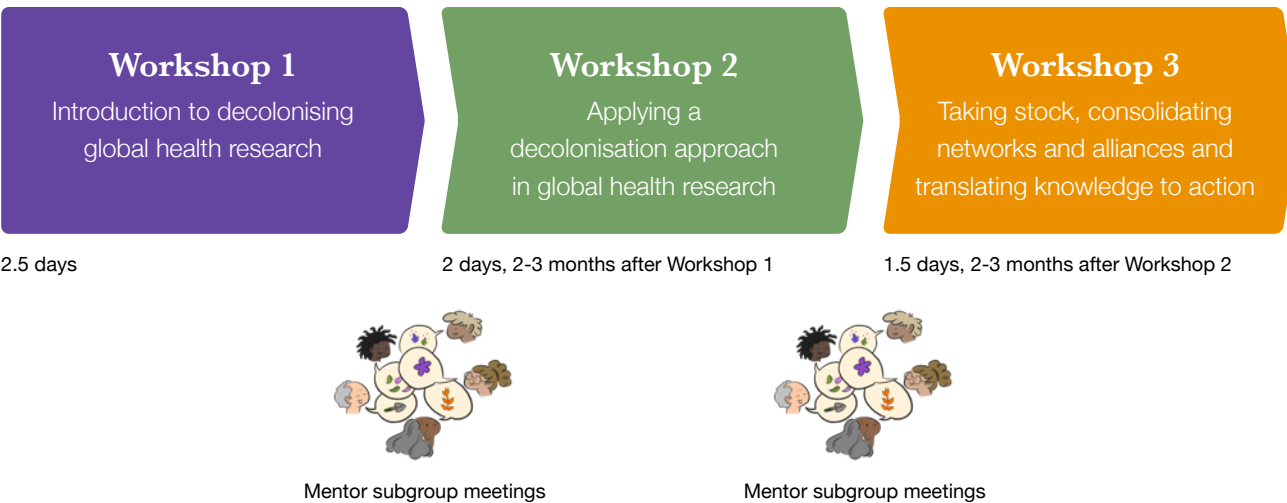 Workshop 1
Introduction to decolonising
global health research
Workshop 2
Applying a
decolonisation approach
in global health research
Workshop 3
Taking stock, consolidating
networks and alliances and
translating knowledge to action
2.5 days
2 days, 2-3 months after Workshop 1
1.5 days, 2-3 months after Workshop 2
Mentor subgroup meetings
Mentor subgroup meetings